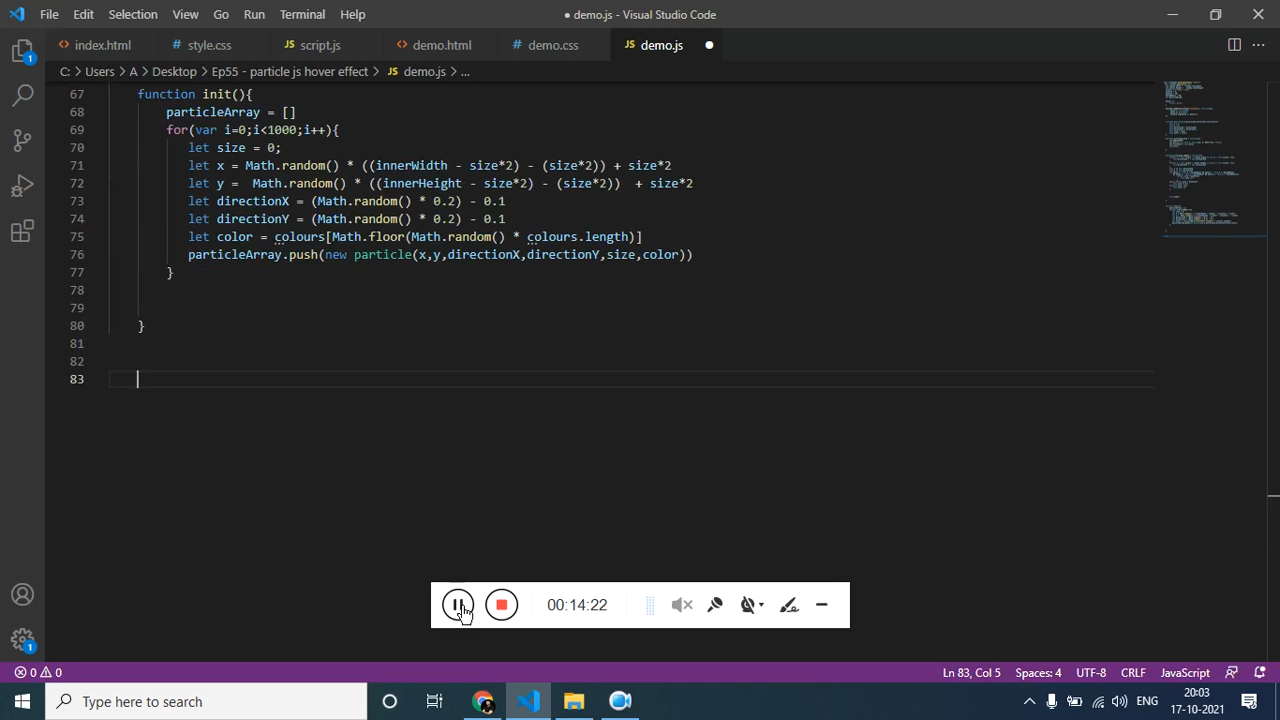 File Edit Selection View Go Run Terminal Help
● demo.js - Visual Studio Code
index.html style.css JS script.js demo.html demo.css JS demo.js
C: > Users > A > Desktop > Ep55 - particle js hover effect > JS demo.js > ...
67 function init(){
68 particleArray = []
69 for(var i=0;i<1000;i++){
70 let size = 0;
71 let x = Math.random() * ((innerWidth - size*2) - (size*2)) + size*2
72 let y =  Math.random() * ((innerHeight - size*2) - (size*2))  + size*2
73 let directionX = (Math.random() * 0.2) - 0.1
74 let directionY = (Math.random() * 0.2) - 0.1
75 let color = colours[Math.floor(Math.random() * colours.length)]
76 particleArray.push(new particle(x,y,directionX,directionY,size,color))
77 }
78
79
80 }
81
82
83
00:14:22
1
1
0 0 Ln 83, Col 5 Spaces: 4 UTF-8 CRLF JavaScript
Type here to search
ENG
20:03
17-10-2021